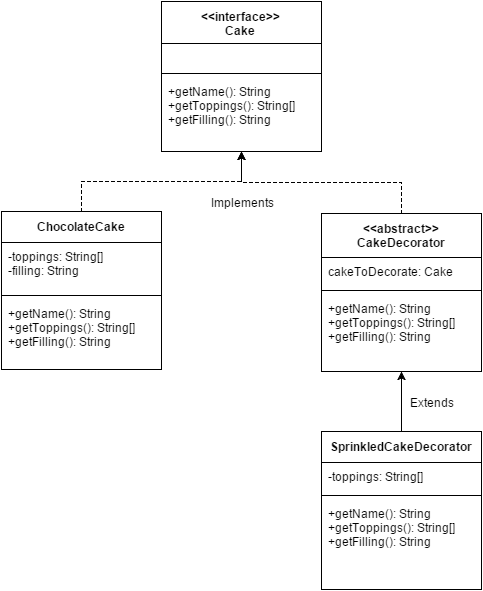 <<interface>>
Cake
+getName(): String
+getToppings(): String[]
+getFilling(): String
Implements
ChocolateCake
-toppings: String[]
-filling: String
+getName(): String
+getToppings(): String[]
+getFilling(): String
<<abstract>>
CakeDecorator
cakeToDecorate: Cake
+getName(): String
+getToppings(): String[]
+getFilling(): String
Extends
SprinkledCakeDecorator
-toppings: String[]
+getName(): String
+getToppings(): String[]
+getFilling(): String